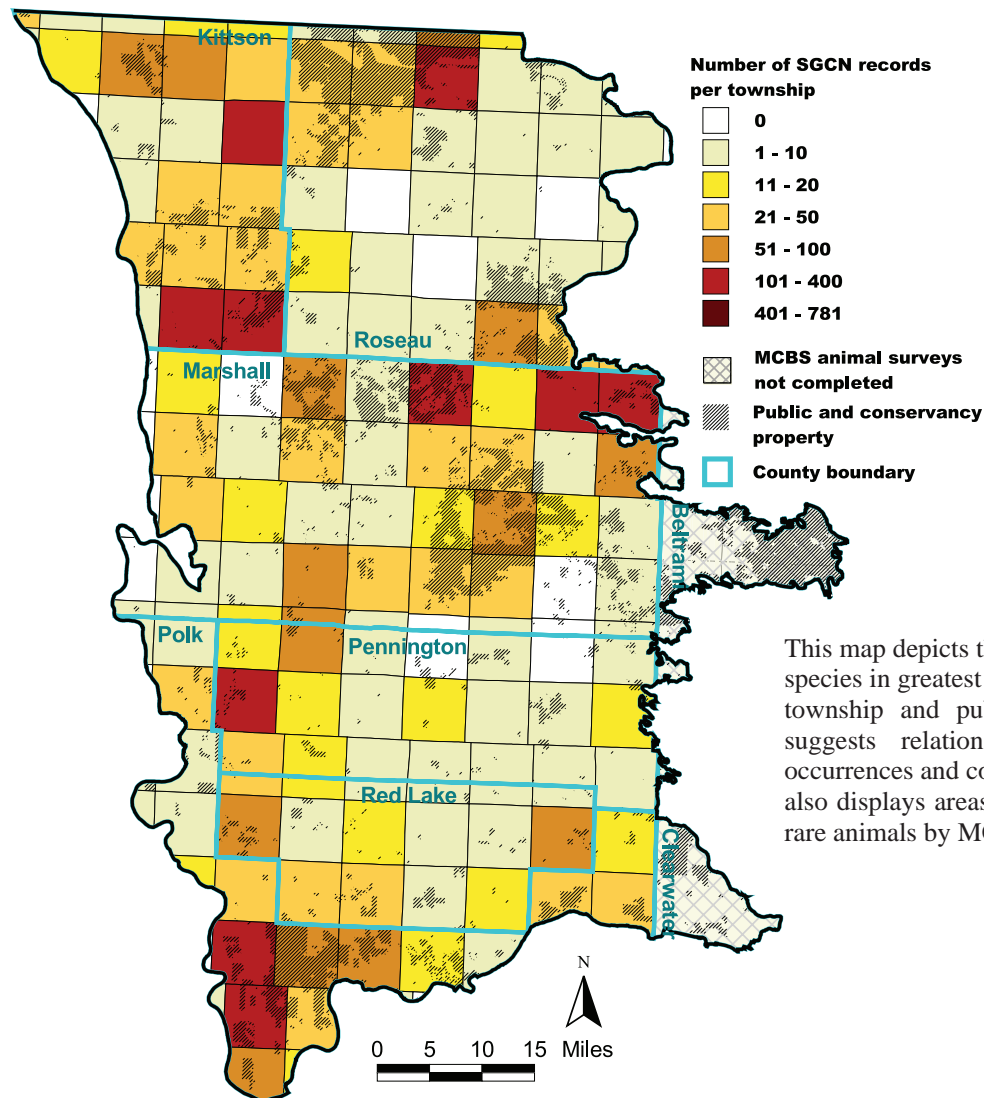 Kittson
Roseau
Marshall
Beltrami
Polk
Pennington
Red Lake
Clearwater
Number of SGCN records
per township
0
1 - 10
11 - 20
21 - 50
51 - 100
101 - 400
401 - 781
MCBS animal surveys
not completed
Public and conservancy
property
County boundary
This map depicts t
species in greatest
township and pu
suggests relation
occurrences and co
also displays areas
rare animals by M
N
0 5 10 15 Miles